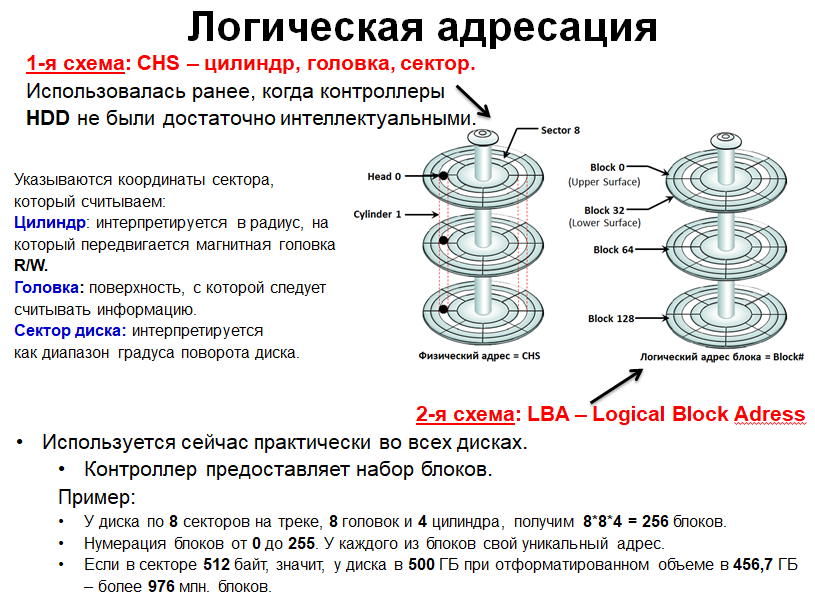 Логическая адресация
1-я схема: CHS – цилиндр, головка, сектор.
Использовалась ранее, когда контроллеры
HDD не были достаточно интеллектуальными.
Указываются координаты сектора,
который считываем:
Цилиндр: интерпретируется в радиус, на
который передвигается магнитная головка
R/W.
Головка: поверхность, с которой следует
считывать информацию.
Сектор диска: интерпретируется
как диапазон градуса поворота диска.
Sector 8
Head 0
Cylinder 1
Физический адрес = CHS
Block 0
(Upper Surface)
Block 32
(Lower Surface)
Block 64
Block 128
Логический адрес блока = Block#
2-я схема: LBA – Logical Block Adress
• Используется сейчас практически во всех дисках.
• Контроллер предоставляет набор блоков.
Пример:
• У диска по 8 секторов на треке, 8 головок и 4 цилиндра, получим 8*8*4 = 256 блоков.
• Нумерация блоков от 0 до 255. У каждого из блоков свой уникальный адрес.
• Если в секторе 512 байт, значит, у диска в 500 ГБ при отформатированном объеме в 456,7 ГБ
– более 976 млн. блоков.